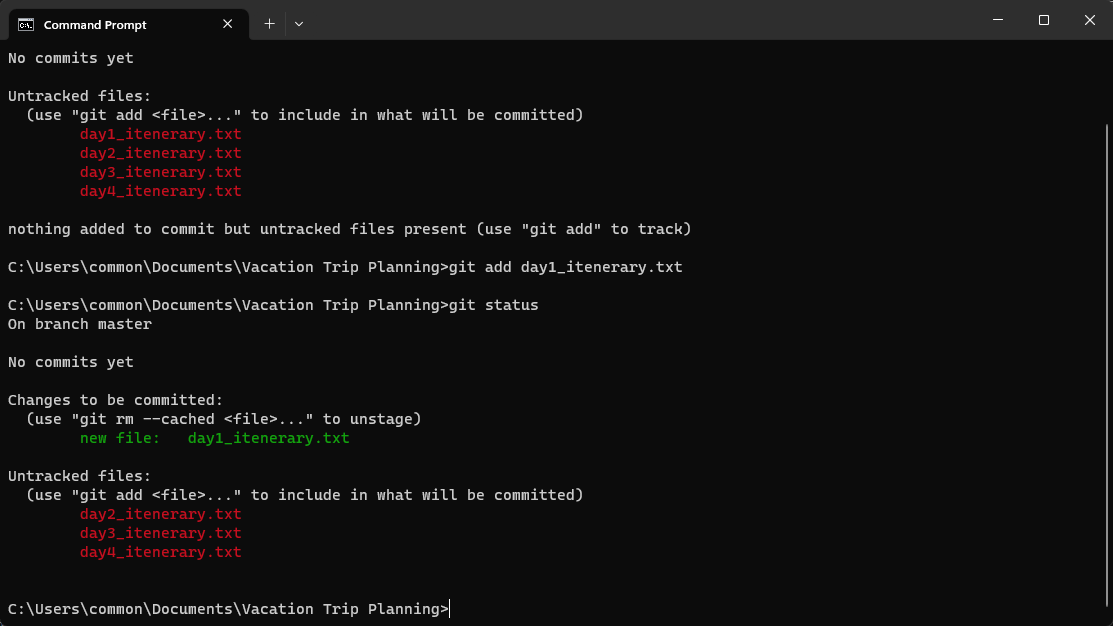 Command Prompt
No commits yet
Untracked files:
  (use "git add <file>..." to include in what will be committed)
        day1_itenerary.txt
        day2_itenerary.txt
        day3_itenerary.txt
        day4_itenerary.txt
nothing added to commit but untracked files present (use "git add" to track)
C:\Users\common\Documents\Vacation Trip Planning>git add day1_itenerary.txt
C:\Users\common\Documents\Vacation Trip Planning>git status
On branch master
No commits yet
Changes to be committed:
  (use "git rm --cached <file>..." to unstage)
        new file:   day1_itenerary.txt
Untracked files:
  (use "git add <file>..." to include in what will be committed)
        day2_itenerary.txt
        day3_itenerary.txt
        day4_itenerary.txt
C:\Users\common\Documents\Vacation Trip Planning>